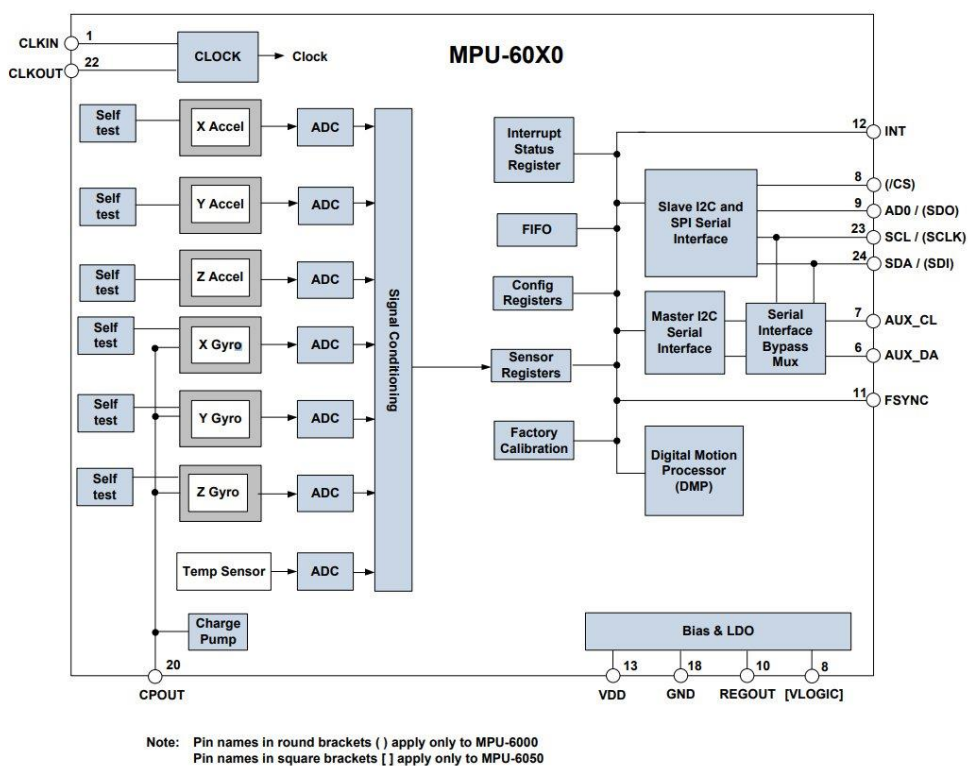 MPU-60X0
CLKIN
1
CLKOUT
22
CLOCK
Clock
Self
test
X Accel
ADC
Self
test
Y Accel
ADC
Self
test
Z Accel
ADC
Self
test
X Gyro
ADC
Self
test
Y Gyro
ADC
Self
test
Z Gyro
ADC
Temp Sensor
ADC
Charge
Pump
20
CPOUT
Signal Conditioning
Interrupt
Status
Register
FIFO
Config
Registers
Sensor
Registers
Factory
Calibration
Slave I2C and
SPI Serial
Interface
Master I2C
Serial
Interface
Serial
Interface
Bypass
Mux
Digital Motion
Processor
(DMP)
12
INT
8
(/CS)
9
AD0 / (SDO)
23
SCL / (SCLK)
24
SDA / (SDI)
7
AUX_CL
6
AUX_DA
11
FSYNC
Bias & LDO
13
VDD
18
GND
10
REGOUT
8
[VLOGIC]
Note: Pin names in round brackets ( ) apply only to MPU-6000
Pin names in square brackets [ ] apply only to MPU-6050